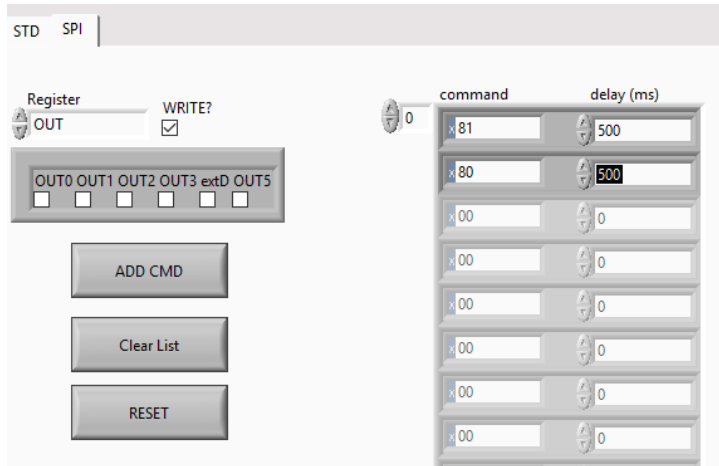 STD SPI
Register WRITE? command delay (ms)
OUT 0 x 81 500
OUT0 OUT1 OUT2 OUT3 extD OUT5 x 80 500
x 00 0
ADD CMD x 00 0
x 00 0
Clear List x 00 0
RESET x 00 0
x 00 0